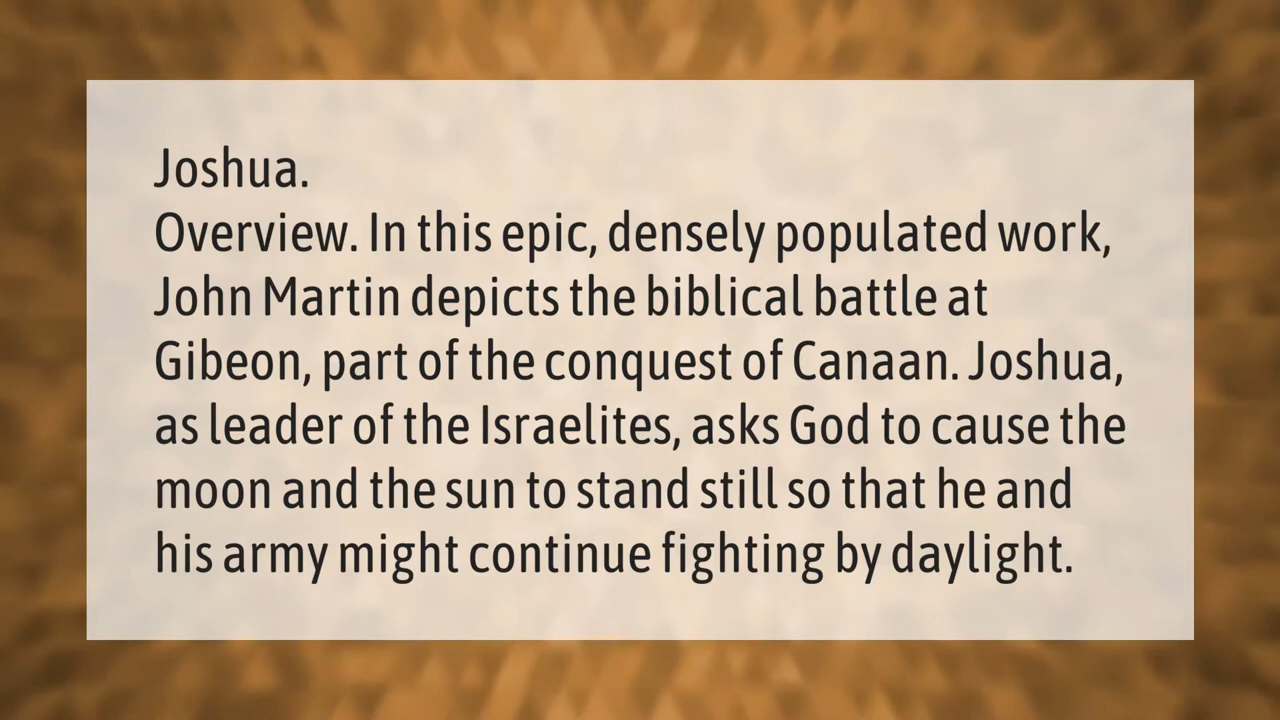 Joshua.
Overview. In this epic, densely populated work,
John Martin depicts the biblical battle at
Gibeon, part of the conquest of Canaan. Joshua,
as leader of the Israelites, asks God to cause the
moon and the sun to stand still so that he and
his army might continue fighting by daylight.